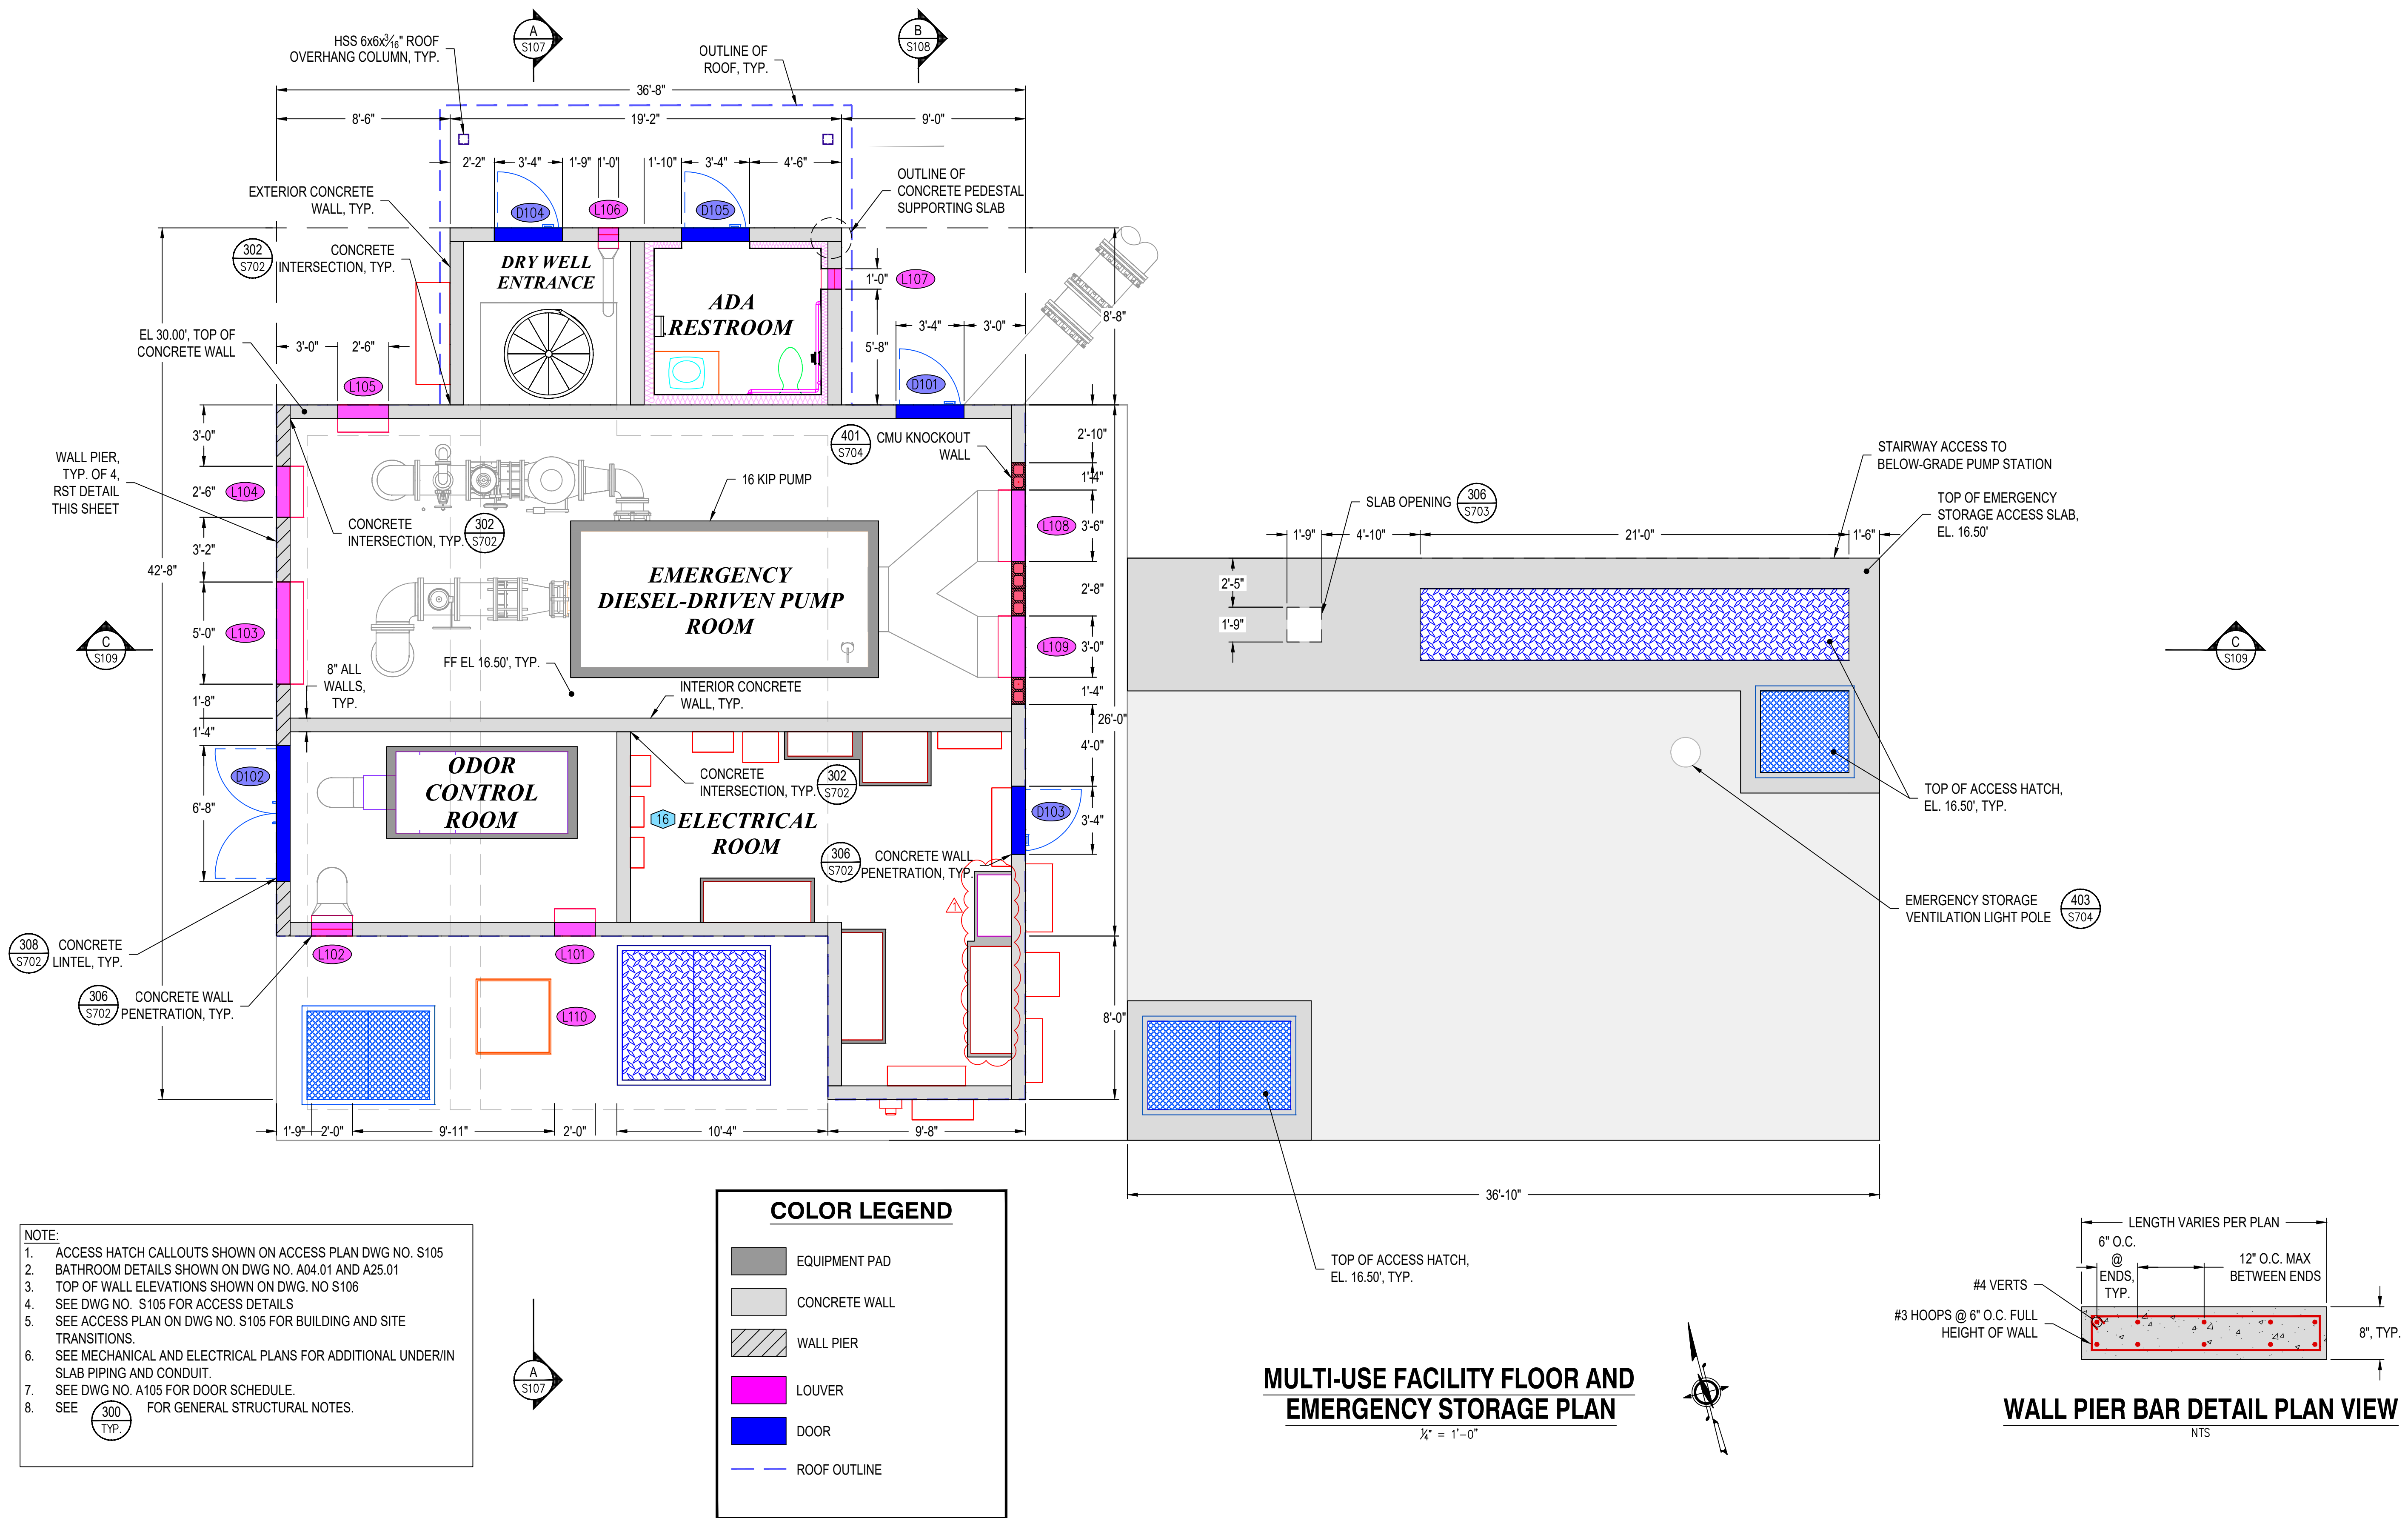 A
S107
B
S108
HSS 6x6x3/16" ROOF
OVERHANG COLUMN, TYP.
OUTLINE OF
ROOF, TYP.
36'-8"
8'-6"
19'-2"
9'-0"
2'-2"
3'-4"
1'-9"
1'-0"
1'-10"
3'-4"
4'-6"
OUTLINE OF
CONCRETE PEDESTAL
SUPPORTING SLAB
EXTERIOR CONCRETE
WALL, TYP.
D104
L106
D105
302
S702
CONCRETE
INTERSECTION, TYP.
DRY WELL
ENTRANCE
ADA
RESTROOM
1'-0"
L107
5'-8"
3'-4"
3'-0"
8'-8"
EL 30.00', TOP OF
CONCRETE WALL
3'-0"
2'-6"
L105
D101
3'-0"
401
S704
CMU KNOCKOUT
WALL
2'-10"
1'-4"
WALL PIER,
TYP. OF 4,
RST DETAIL
THIS SHEET
2'-6"
L104
16 KIP PUMP
CONCRETE
INTERSECTION, TYP.
302
S702
L108
3'-6"
3'-2"
42'-8"
2'-8"
EMERGENCY
DIESEL-DRIVEN PUMP
ROOM
5'-0"
L103
L109
3'-0"
C
S109
8" ALL
WALLS,
TYP.
FF EL 16.50', TYP.
INTERIOR CONCRETE
WALL, TYP.
1'-8"
1'-4"
1'-4"
26'-0"
4'-0"
D102
6'-8"
ODOR
CONTROL
ROOM
CONCRETE
INTERSECTION, TYP.
302
S702
16
ELECTRICAL
ROOM
D103
3'-4"
306
S702
CONCRETE WALL
PENETRATION, TYP.
1
308
S702
CONCRETE
LINTEL, TYP.
L102
L101
306
S702
CONCRETE WALL
PENETRATION, TYP.
L110
8'-0"
1'-9"
2'-0"
9'-11"
2'-0"
10'-4"
9'-8"
STAIRWAY ACCESS TO
BELOW-GRADE PUMP STATION
SLAB OPENING
306
S703
TOP OF EMERGENCY
STORAGE ACCESS SLAB,
EL. 16.50'
1'-9"
4'-10"
21'-0"
1'-6"
2'-5"
1'-9"
C
S109
TOP OF ACCESS HATCH,
EL. 16.50', TYP.
EMERGENCY STORAGE
VENTILATION LIGHT POLE
403
S704
36'-10"
TOP OF ACCESS HATCH,
EL. 16.50', TYP.
NOTE:
1. ACCESS HATCH CALLOUTS SHOWN ON ACCESS PLAN DWG NO. S105
2. BATHROOM DETAILS SHOWN ON DWG NO. A04.01 AND A25.01
3. TOP OF WALL ELEVATIONS SHOWN ON DWG. NO S106
4. SEE DWG NO. S105 FOR ACCESS DETAILS
5. SEE ACCESS PLAN ON DWG NO. S105 FOR BUILDING AND SITE
TRANSITIONS.
6. SEE MECHANICAL AND ELECTRICAL PLANS FOR ADDITIONAL UNDER/IN
SLAB PIPING AND CONDUIT.
7. SEE DWG NO. A105 FOR DOOR SCHEDULE.
8. SEE 300 TYP. FOR GENERAL STRUCTURAL NOTES.
A
S107
COLOR LEGEND
EQUIPMENT PAD
CONCRETE WALL
WALL PIER
LOUVER
DOOR
ROOF OUTLINE
MULTI-USE FACILITY FLOOR AND
EMERGENCY STORAGE PLAN
1/4" = 1'-0"
LENGTH VARIES PER PLAN
6" O.C.
@
ENDS,
TYP.
12" O.C. MAX
BETWEEN ENDS
#4 VERTS
#3 HOOPS @ 6" O.C. FULL
HEIGHT OF WALL
8", TYP.
WALL PIER BAR DETAIL PLAN VIEW
NTS